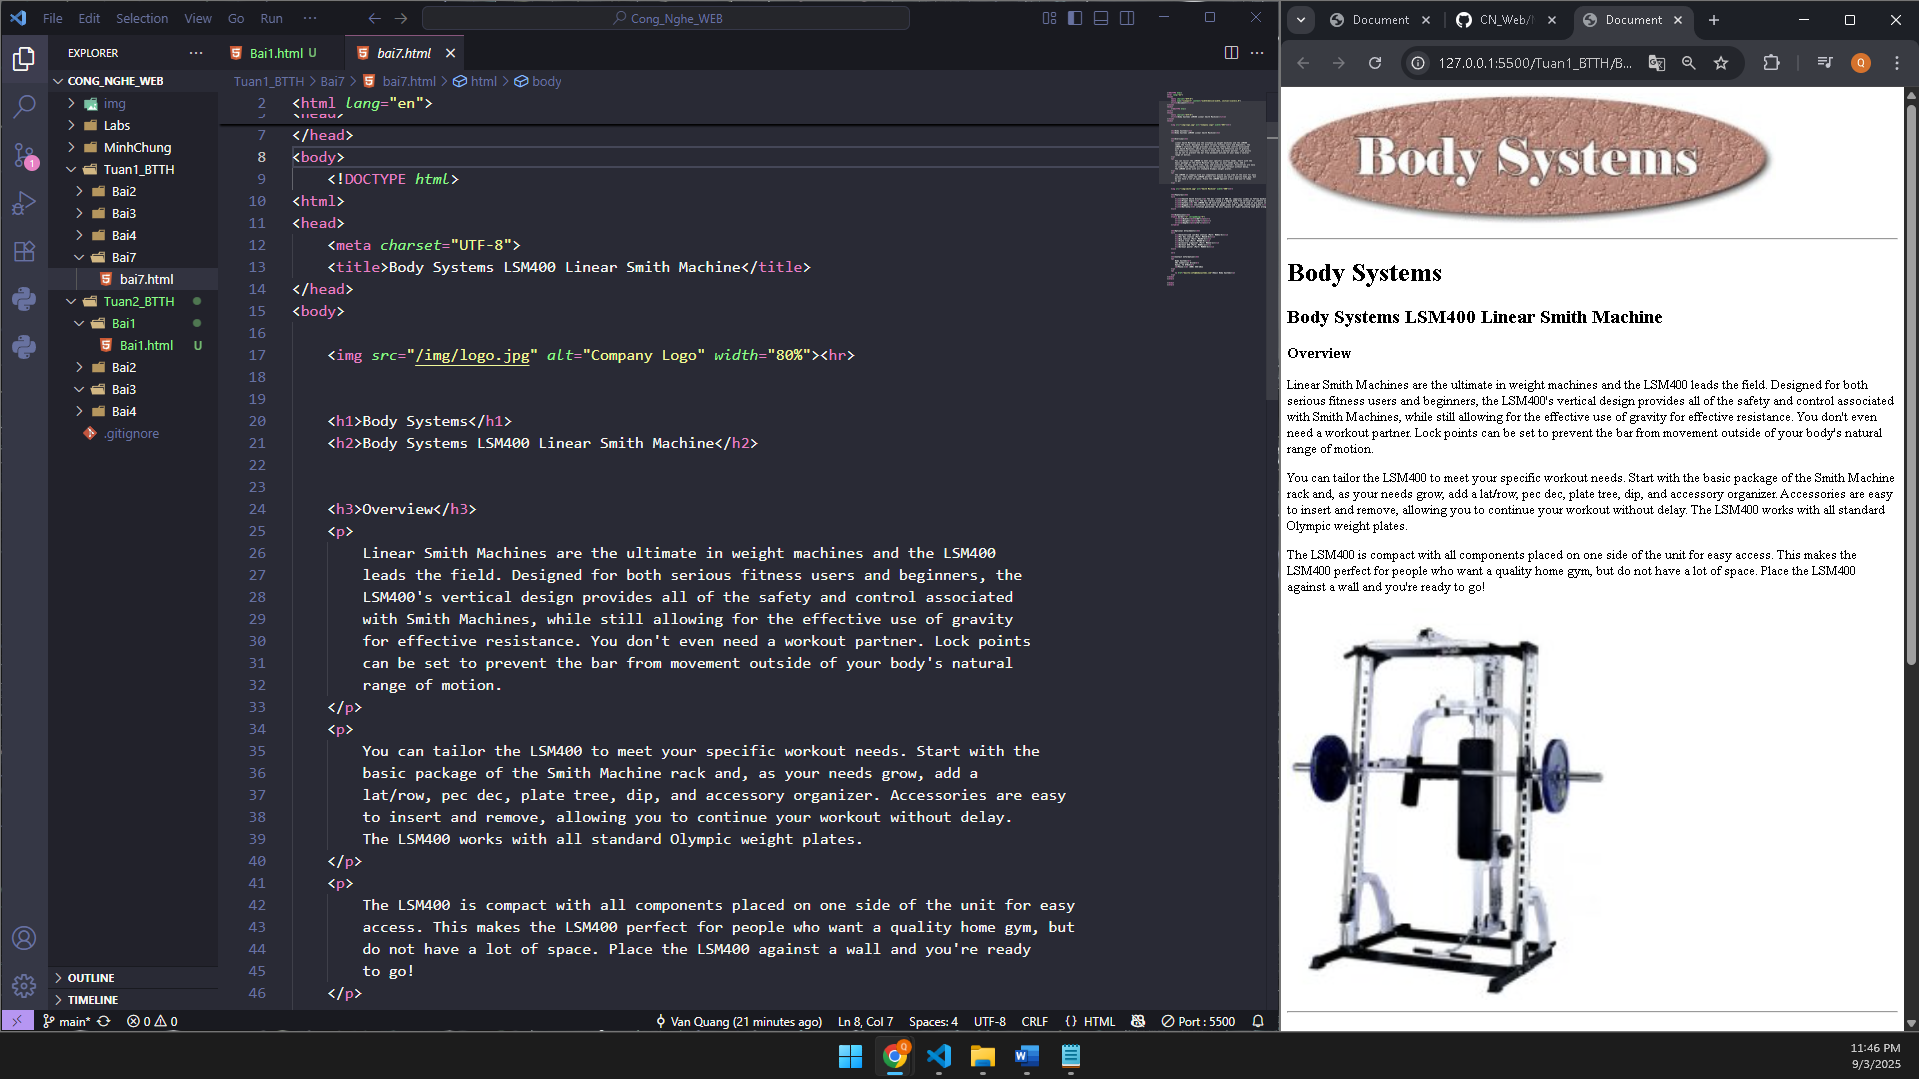 File Edit Selection View Go Run ···
Cong_Nghe_WEB
EXPLORER ···
CONG_NGHE_WEB
img
Labs
MinhChung
Tuan1_BTTH
Bai2
Bai3
Bai4
Bai7
bai7.html
Tuan2_BTTH
Bai1
Bai1.html U
Bai2
Bai3
Bai4
.gitignore
OUTLINE
TIMELINE
1
Bai1.html U
bai7.html
Tuan1_BTTH > Bai7 > bai7.html > html > body
2 <html lang="en">
7 </head>
8 <body>
9 <!DOCTYPE html>
10 <html>
11 <head>
12 <meta charset="UTF-8">
13 <title>Body Systems LSM400 Linear Smith Machine</title>
14 </head>
15 <body>
16
17 <img src="/img/logo.jpg" alt="Company Logo" width="80%"><hr>
18
19
20 <h1>Body Systems</h1>
21 <h2>Body Systems LSM400 Linear Smith Machine</h2>
22
23
24 <h3>Overview</h3>
25 <p>
26 Linear Smith Machines are the ultimate in weight machines and the LSM400
27 leads the field. Designed for both serious fitness users and beginners, the
28 LSM400's vertical design provides all of the safety and control associated
29 with Smith Machines, while still allowing for the effective use of gravity
30 for effective resistance. You don't even need a workout partner. Lock points
31 can be set to prevent the bar from movement outside of your body's natural
32 range of motion.
33 </p>
34 <p>
35 You can tailor the LSM400 to meet your specific workout needs. Start with the
36 basic package of the Smith Machine rack and, as your needs grow, add a
37 lat/row, pec dec, plate tree, dip, and accessory organizer. Accessories are easy
38 to insert and remove, allowing you to continue your workout without delay.
39 The LSM400 works with all standard Olympic weight plates.
40 </p>
41 <p>
42 The LSM400 is compact with all components placed on one side of the unit for easy
43 access. This makes the LSM400 perfect for people who want a quality home gym, but
44 do not have a lot of space. Place the LSM400 against a wall and you're ready
45 to go!
46 </p>
main* 0 0 Van Quang (21 minutes ago) Ln 8, Col 7 Spaces: 4 UTF-8 CRLF {} HTML Port : 5500
Document CN_Web/ Document
127.0.0.1:5500/Tuan1_BTTH/B... Q
Body Systems
Body Systems
Body Systems LSM400 Linear Smith Machine
Overview
Linear Smith Machines are the ultimate in weight machines and the LSM400 leads the field. Designed for both
serious fitness users and beginners, the LSM400's vertical design provides all of the safety and control associated
with Smith Machines, while still allowing for the effective use of gravity for effective resistance. You don't even
need a workout partner. Lock points can be set to prevent the bar from movement outside of your body's natural
range of motion.
You can tailor the LSM400 to meet your specific workout needs. Start with the basic package of the Smith Machine
rack and, as your needs grow, add a lat/row, pec dec, plate tree, dip, and accessory organizer. Accessories are easy
to insert and remove, allowing you to continue your workout without delay. The LSM400 works with all standard
Olympic weight plates.
The LSM400 is compact with all components placed on one side of the unit for easy access. This makes the
LSM400 perfect for people who want a quality home gym, but do not have a lot of space. Place the LSM400
against a wall and you're ready to go!
Q
11:46 PM
9/3/2025